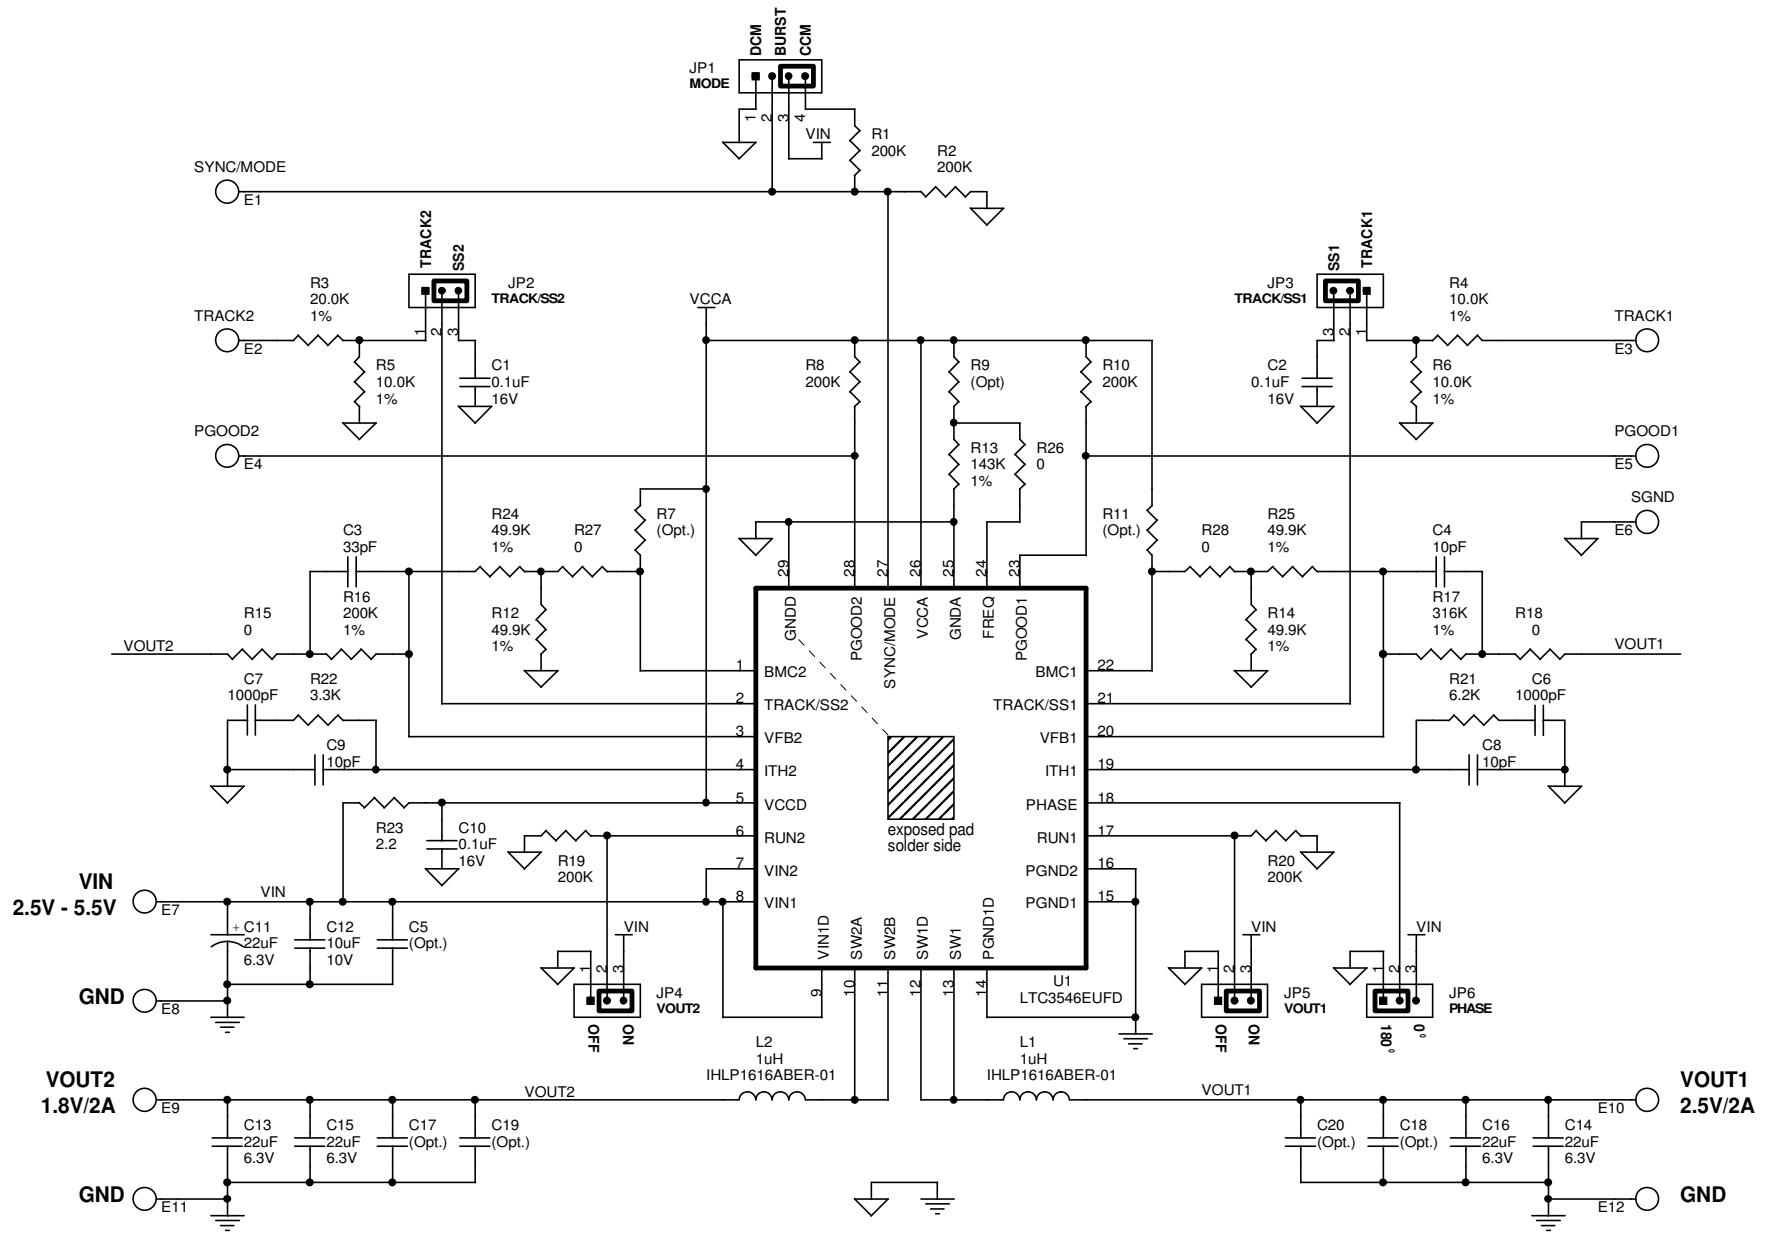 DCM
BURST
CCM
JP1
MODE
1
2
3
4
VIN
R1
200K
R2
200K
SYNC/MODE
E1
TRACK2
SS2
JP2
TRACK/SS2
R3
20.0K
1%
TRACK2
E2
1
2
3
R5
10.0K
1%
C1
0.1uF
16V
VCCA
SS1
TRACK1
JP3
TRACK/SS1
3
2
1
R4
10.0K
1%
TRACK1
E3
C2
0.1uF
16V
R6
10.0K
1%
R8
200K
R9
(Opt)
R10
200K
PGOOD2
E4
PGOOD1
E5
R13
143K
1%
R26
0
SGND
E6
C3
33pF
R24
49.9K
1%
R27
0
R7
(Opt.)
R11
(Opt.)
R28
0
R25
49.9K
1%
C4
10pF
29
28
27
26
25
24
23
R15
0
R16
200K
1%
R12
49.9K
1%
R14
49.9K
1%
R17
316K
1%
R18
0
VOUT2
VOUT1
GNDD
PGOOD2
SYNC/MODE
VCCA
GNDA
FREQ
PGOOD1
1
BMC2
BMC1
22
C7
1000pF
R22
3.3K
R21
6.2K
C6
1000pF
2
TRACK/SS2
TRACK/SS1
21
3
VFB2
VFB1
20
C9
10pF
C8
10pF
4
ITH2
ITH1
19
5
VCCD
PHASE
18
R23
2.2
C10
0.1uF
16V
6
RUN2
RUN1
17
exposed pad
solder side
R19
200K
R20
200K
7
VIN2
PGND2
16
8
VIN1
PGND1
15
VIN
2.5V - 5.5V
E7
VIN
+
C11
22uF
6.3V
C12
10uF
10V
C5
(Opt.)
VIN1D
SW2A
SW2B
SW1D
SW1
PGND1D
9
10
11
12
13
14
U1
LTC3546EUFD
GND
E8
VIN
1
2
3
JP4
VOUT2
OFF
ON
VIN
1
2
3
JP5
VOUT1
OFF
ON
VIN
1
2
3
JP6
PHASE
180°
0°
L2
1uH
IHLP1616ABER-01
L1
1uH
IHLP1616ABER-01
VOUT2
1.8V/2A
E9
VOUT2
VOUT1
E10
VOUT1
2.5V/2A
C13
22uF
6.3V
C15
22uF
6.3V
C17
(Opt.)
C19
(Opt.)
C20
(Opt.)
C18
(Opt.)
C16
22uF
6.3V
C14
22uF
6.3V
GND
E11
E12
GND